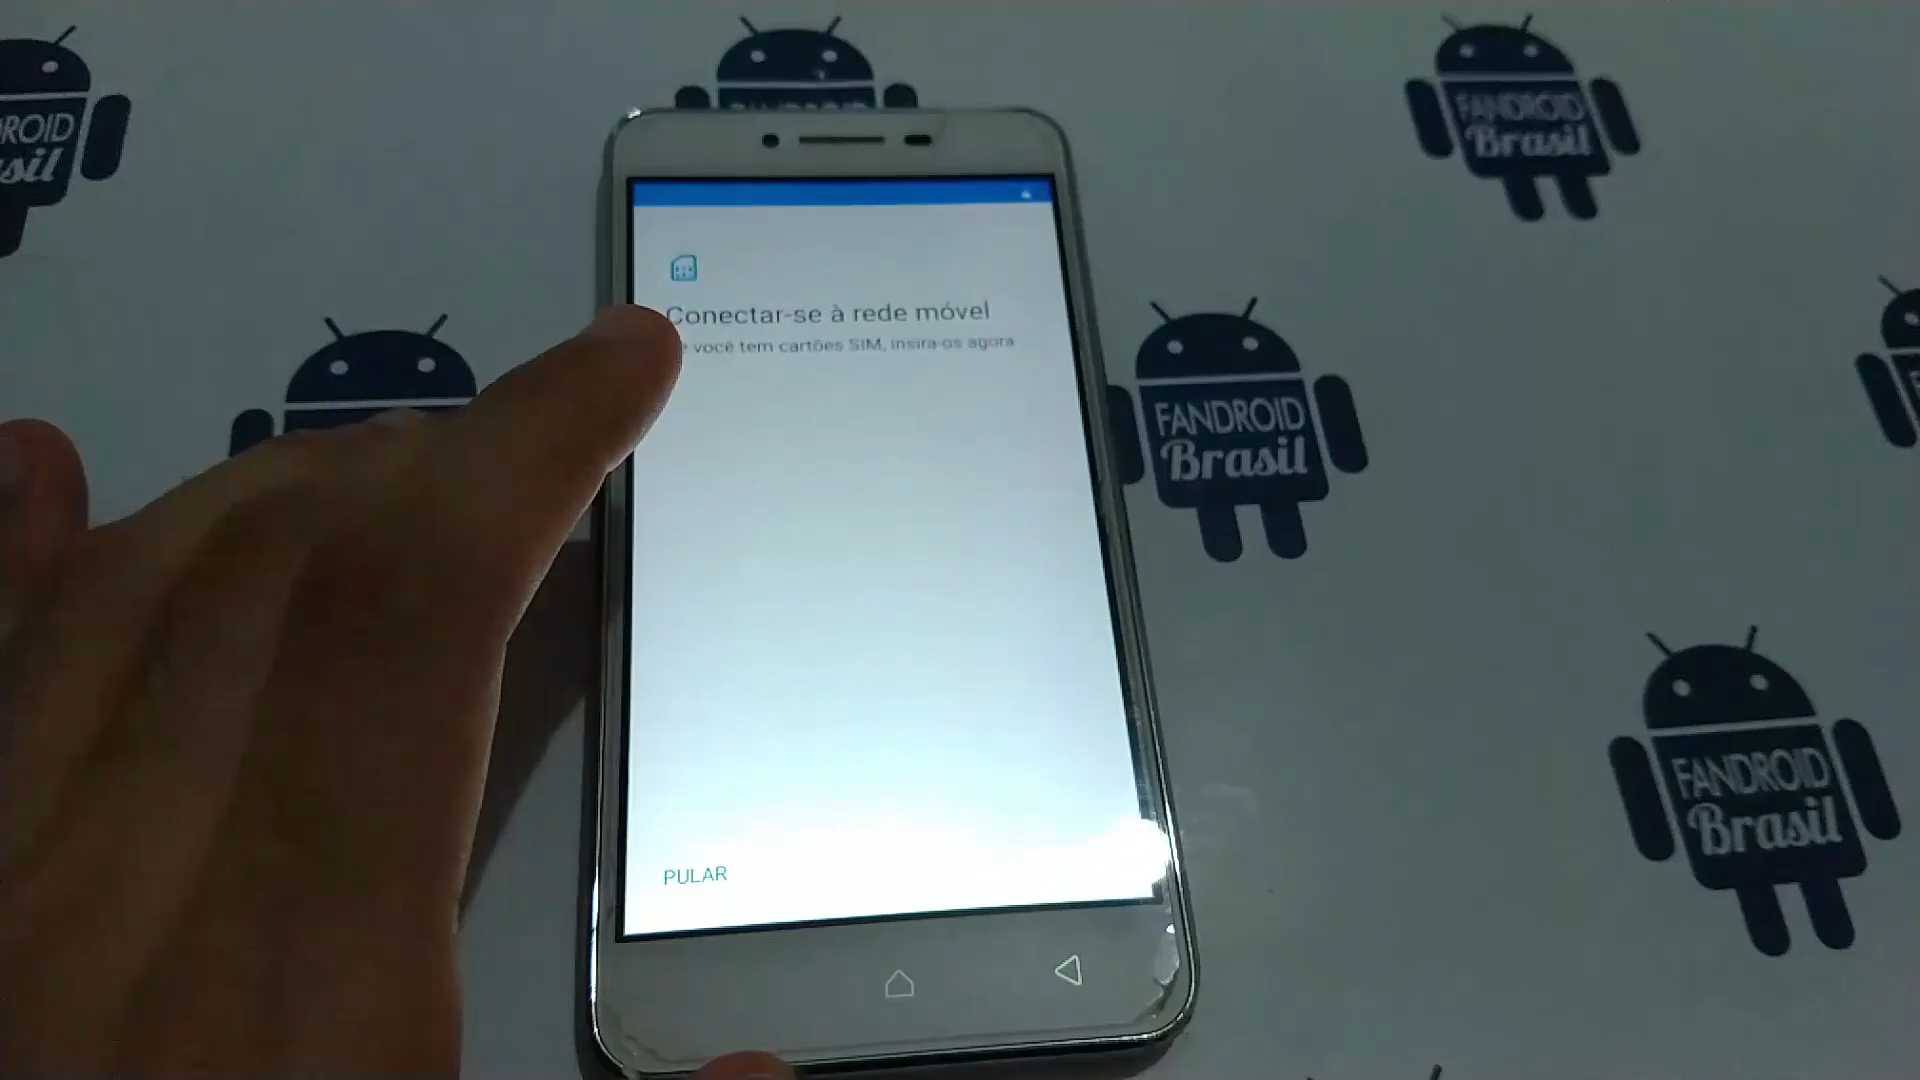 FANDROID
FANDROID
Brasil
Conectar-se à rede móvel
você tem cartões SIM, insira-os agora
FANDROID
Brasil
FANDROID
Brasil
PULAR